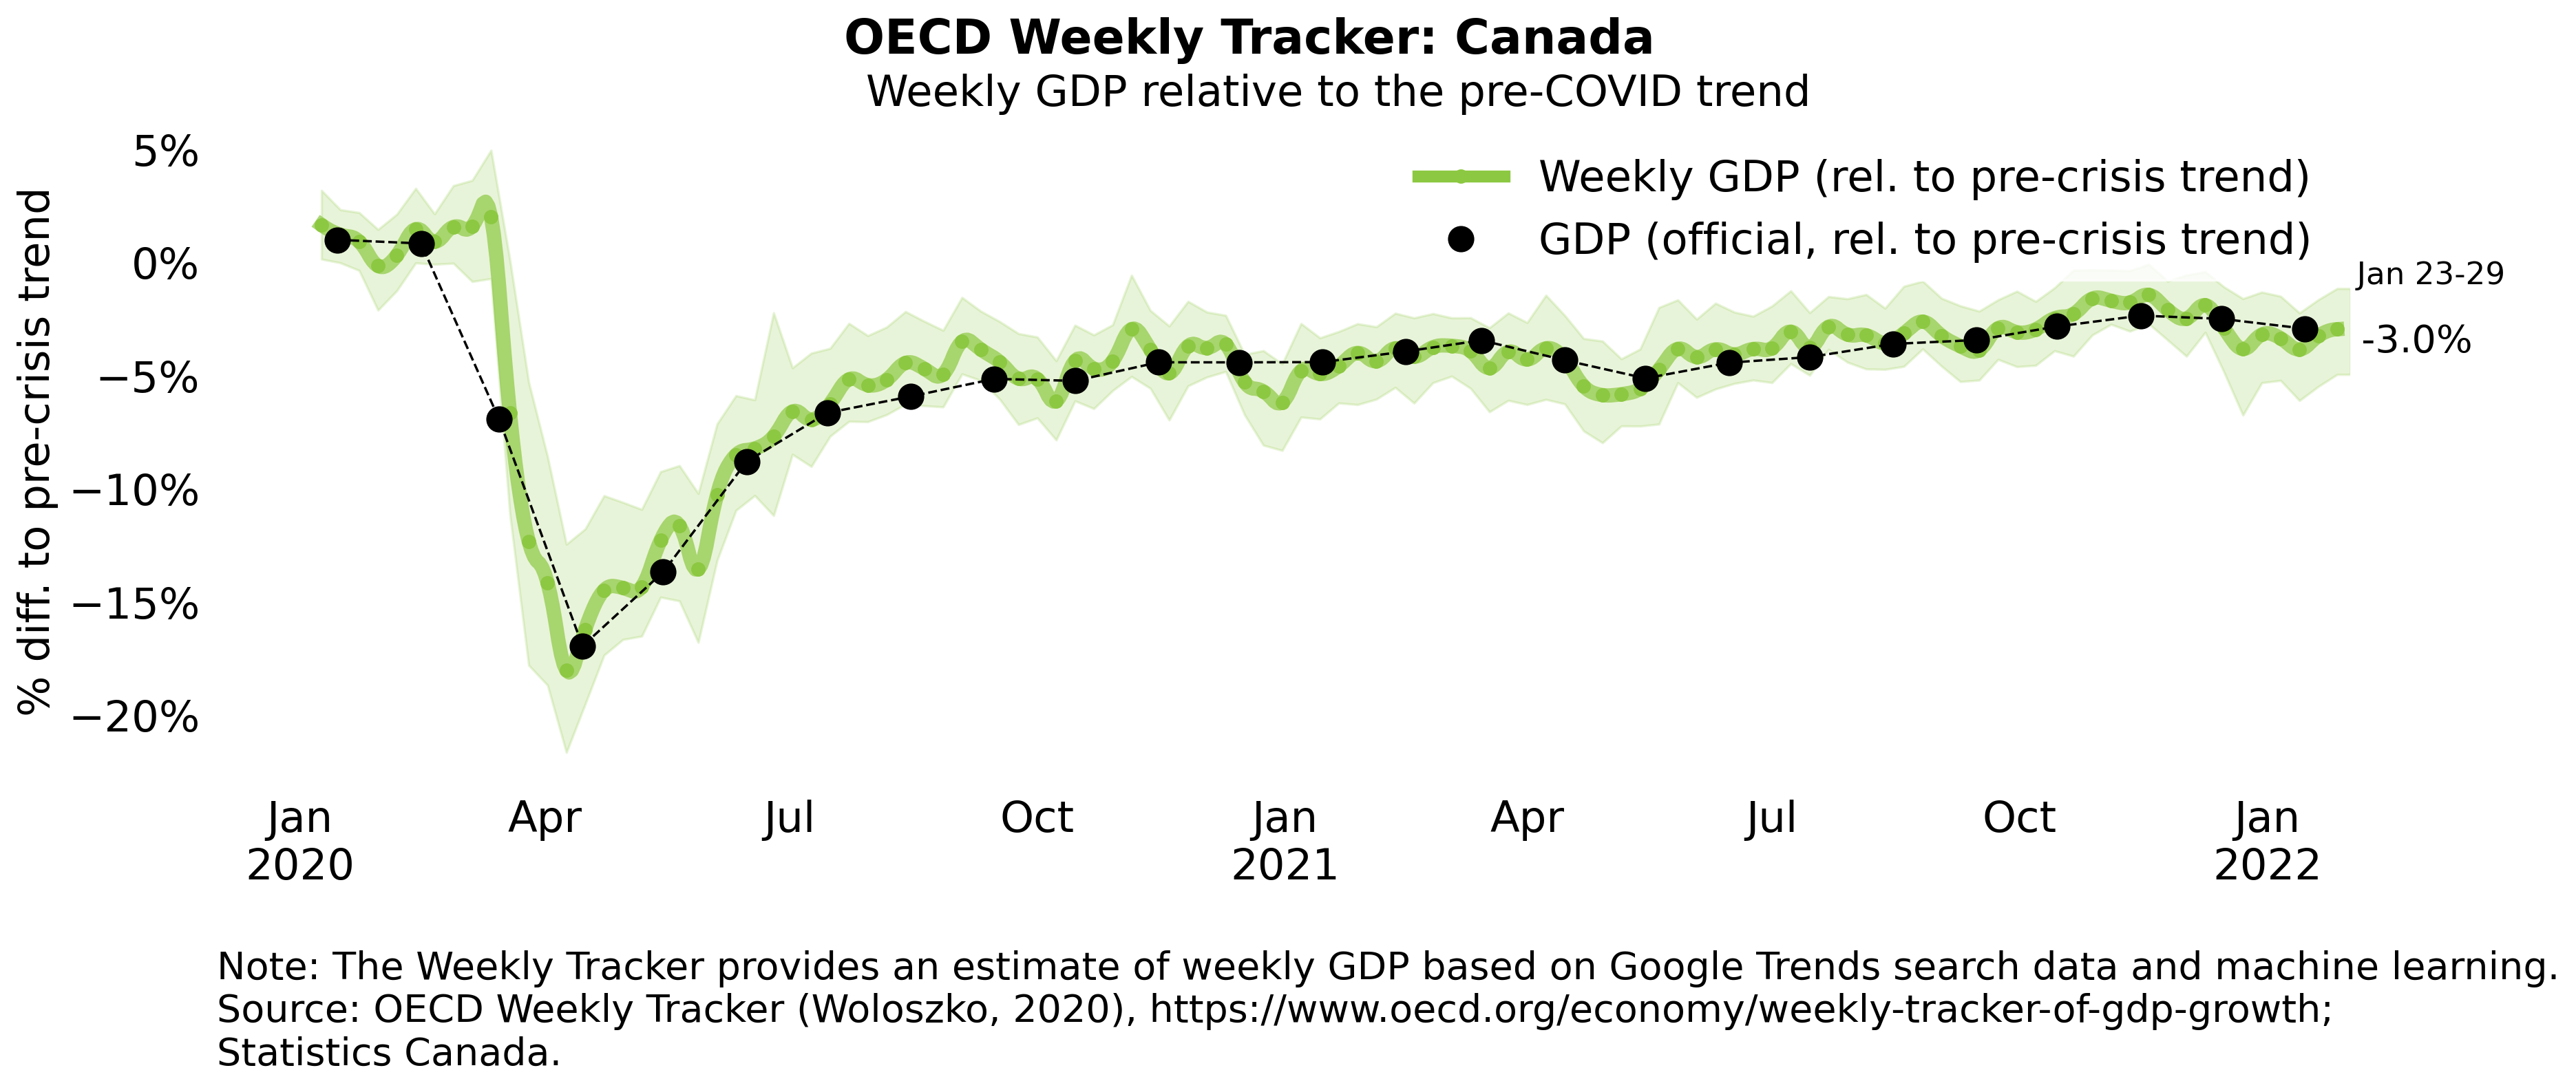 OECD Weekly Tracker: Canada
Weekly GDP relative to the pre-COVID trend
% diff. to pre-crisis trend
5%
0%
−5%
−10%
−15%
−20%
Weekly GDP (rel. to pre-crisis trend)
GDP (official, rel. to pre-crisis trend)
Jan 23-29
-3.0%
Jan Apr Jul Oct Jan Apr Jul Oct Jan
2020 2021 2022
Note: The Weekly Tracker provides an estimate of weekly GDP based on Google Trends search data and machine learning.
Source: OECD Weekly Tracker (Woloszko, 2020), https://www.oecd.org/economy/weekly-tracker-of-gdp-growth;
Statistics Canada.